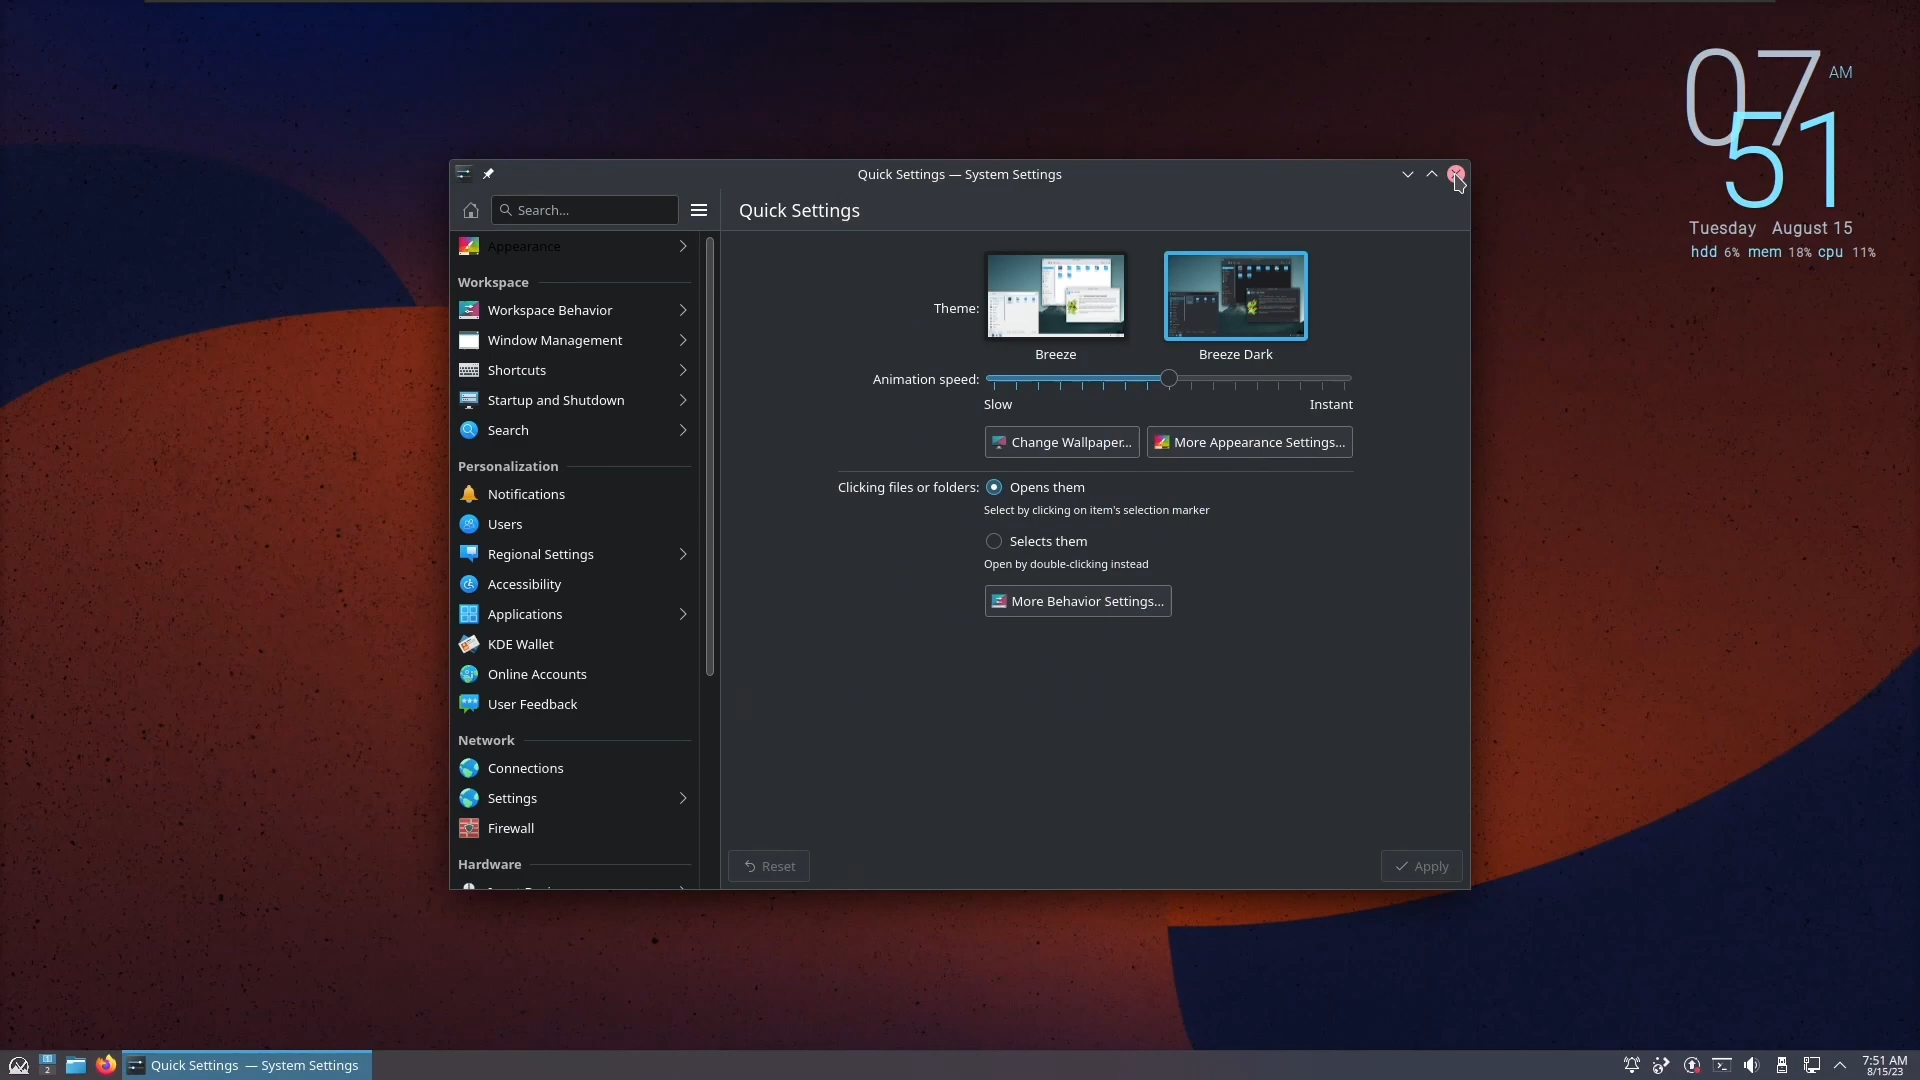 07 AM
51
Tuesday August 15
hdd 6% mem 18% cpu 11%
Quick Settings — System Settings
Search...
Quick Settings
Appearance
Workspace
Workspace Behavior
Window Management
Shortcuts
Startup and Shutdown
Search
Personalization
Notifications
Users
Regional Settings
Accessibility
Applications
KDE Wallet
Online Accounts
User Feedback
Network
Connections
Settings
Firewall
Hardware
Theme:
Breeze
Breeze Dark
Animation speed:
Slow
Instant
Change Wallpaper...
More Appearance Settings...
Clicking files or folders:
Opens them
Select by clicking on item's selection marker
Selects them
Open by double-clicking instead
More Behavior Settings...
Reset
Apply
1
2
Quick Settings — System Settings
7:51 AM
8/15/23